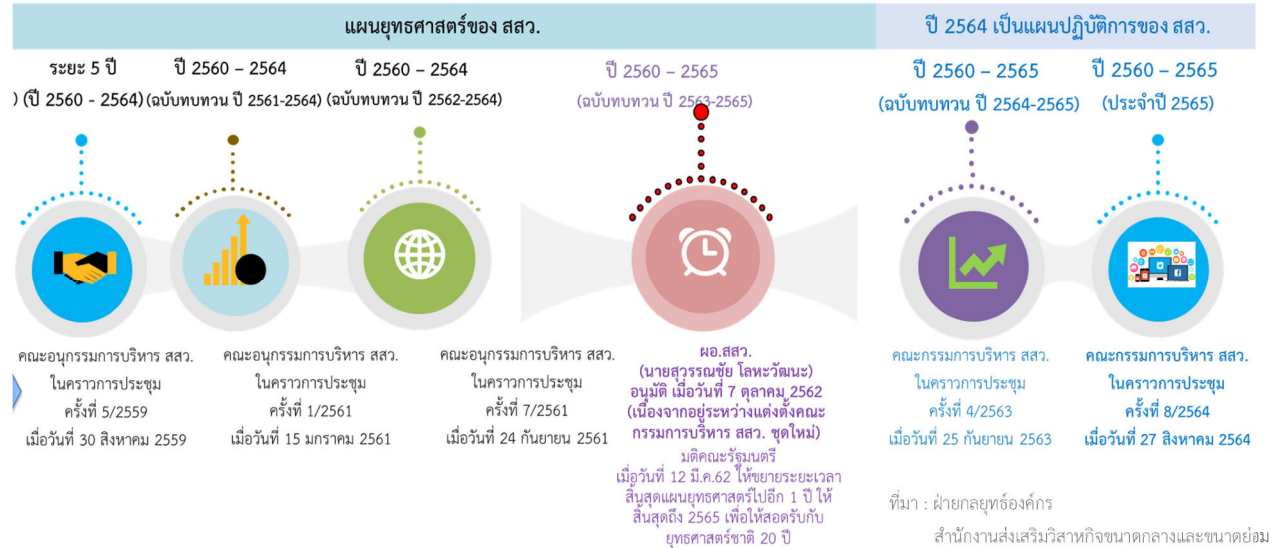 แผนยุทธศาสตร์ของ สสว.
ปี 2564 เป็นแผนปฏิบัติการของ สสว.
ระยะ 5 ปี
) (ปี 2560 - 2564)
ปี 2560 – 2564
(ฉบับทบทวน ปี 2561-2564)
ปี 2560 – 2564
(ฉบับทบทวน ปี 2562-2564)
ปี 2560 – 2565
(ฉบับทบทวน ปี 2563-2565)
ปี 2560 – 2565
(ฉบับทบทวน ปี 2564-2565)
ปี 2560 – 2565
(ประจำปี 2565)
คณะอนุกรรมการบริหาร สสว.
ในคราวการประชุม
ครั้งที่ 5/2559
เมื่อวันที่ 30 สิงหาคม 2559
คณะอนุกรรมการบริหาร สสว.
ในคราวการประชุม
ครั้งที่ 1/2561
เมื่อวันที่ 15 มกราคม 2561
คณะอนุกรรมการบริหาร สสว.
ในคราวการประชุม
ครั้งที่ 7/2561
เมื่อวันที่ 24 กันยายน 2561
ผอ.สสว.
(นายสุวรรณชัย โลหะวัฒนะ)
อนุมัติ เมื่อวันที่ 7 ตุลาคม 2562
(เนื่องจากอยู่ระหว่างแต่งตั้งคณะ
กรรมการบริหาร สสว. ชุดใหม่)
มติคณะรัฐมนตรี
เมื่อวันที่ 12 มี.ค.62 ให้ขยายระยะเวลา
สิ้นสุดแผนยุทธศาสตร์ไปอีก 1 ปี ให้
สิ้นสุดถึง 2565 เพื่อให้สอดรับกับ
ยุทธศาสตร์ชาติ 20 ปี
คณะกรรมการบริหาร สสว.
ในคราวการประชุม
ครั้งที่ 4/2563
เมื่อวันที่ 25 กันยายน 2563
คณะกรรมการบริหาร สสว.
ในคราวการประชุม
ครั้งที่ 8/2564
เมื่อวันที่ 27 สิงหาคม 2564
ที่มา : ฝ่ายกลยุทธ์องค์กร
สำนักงานส่งเสริมวิสาหกิจขนาดกลางและขนาดย่อม